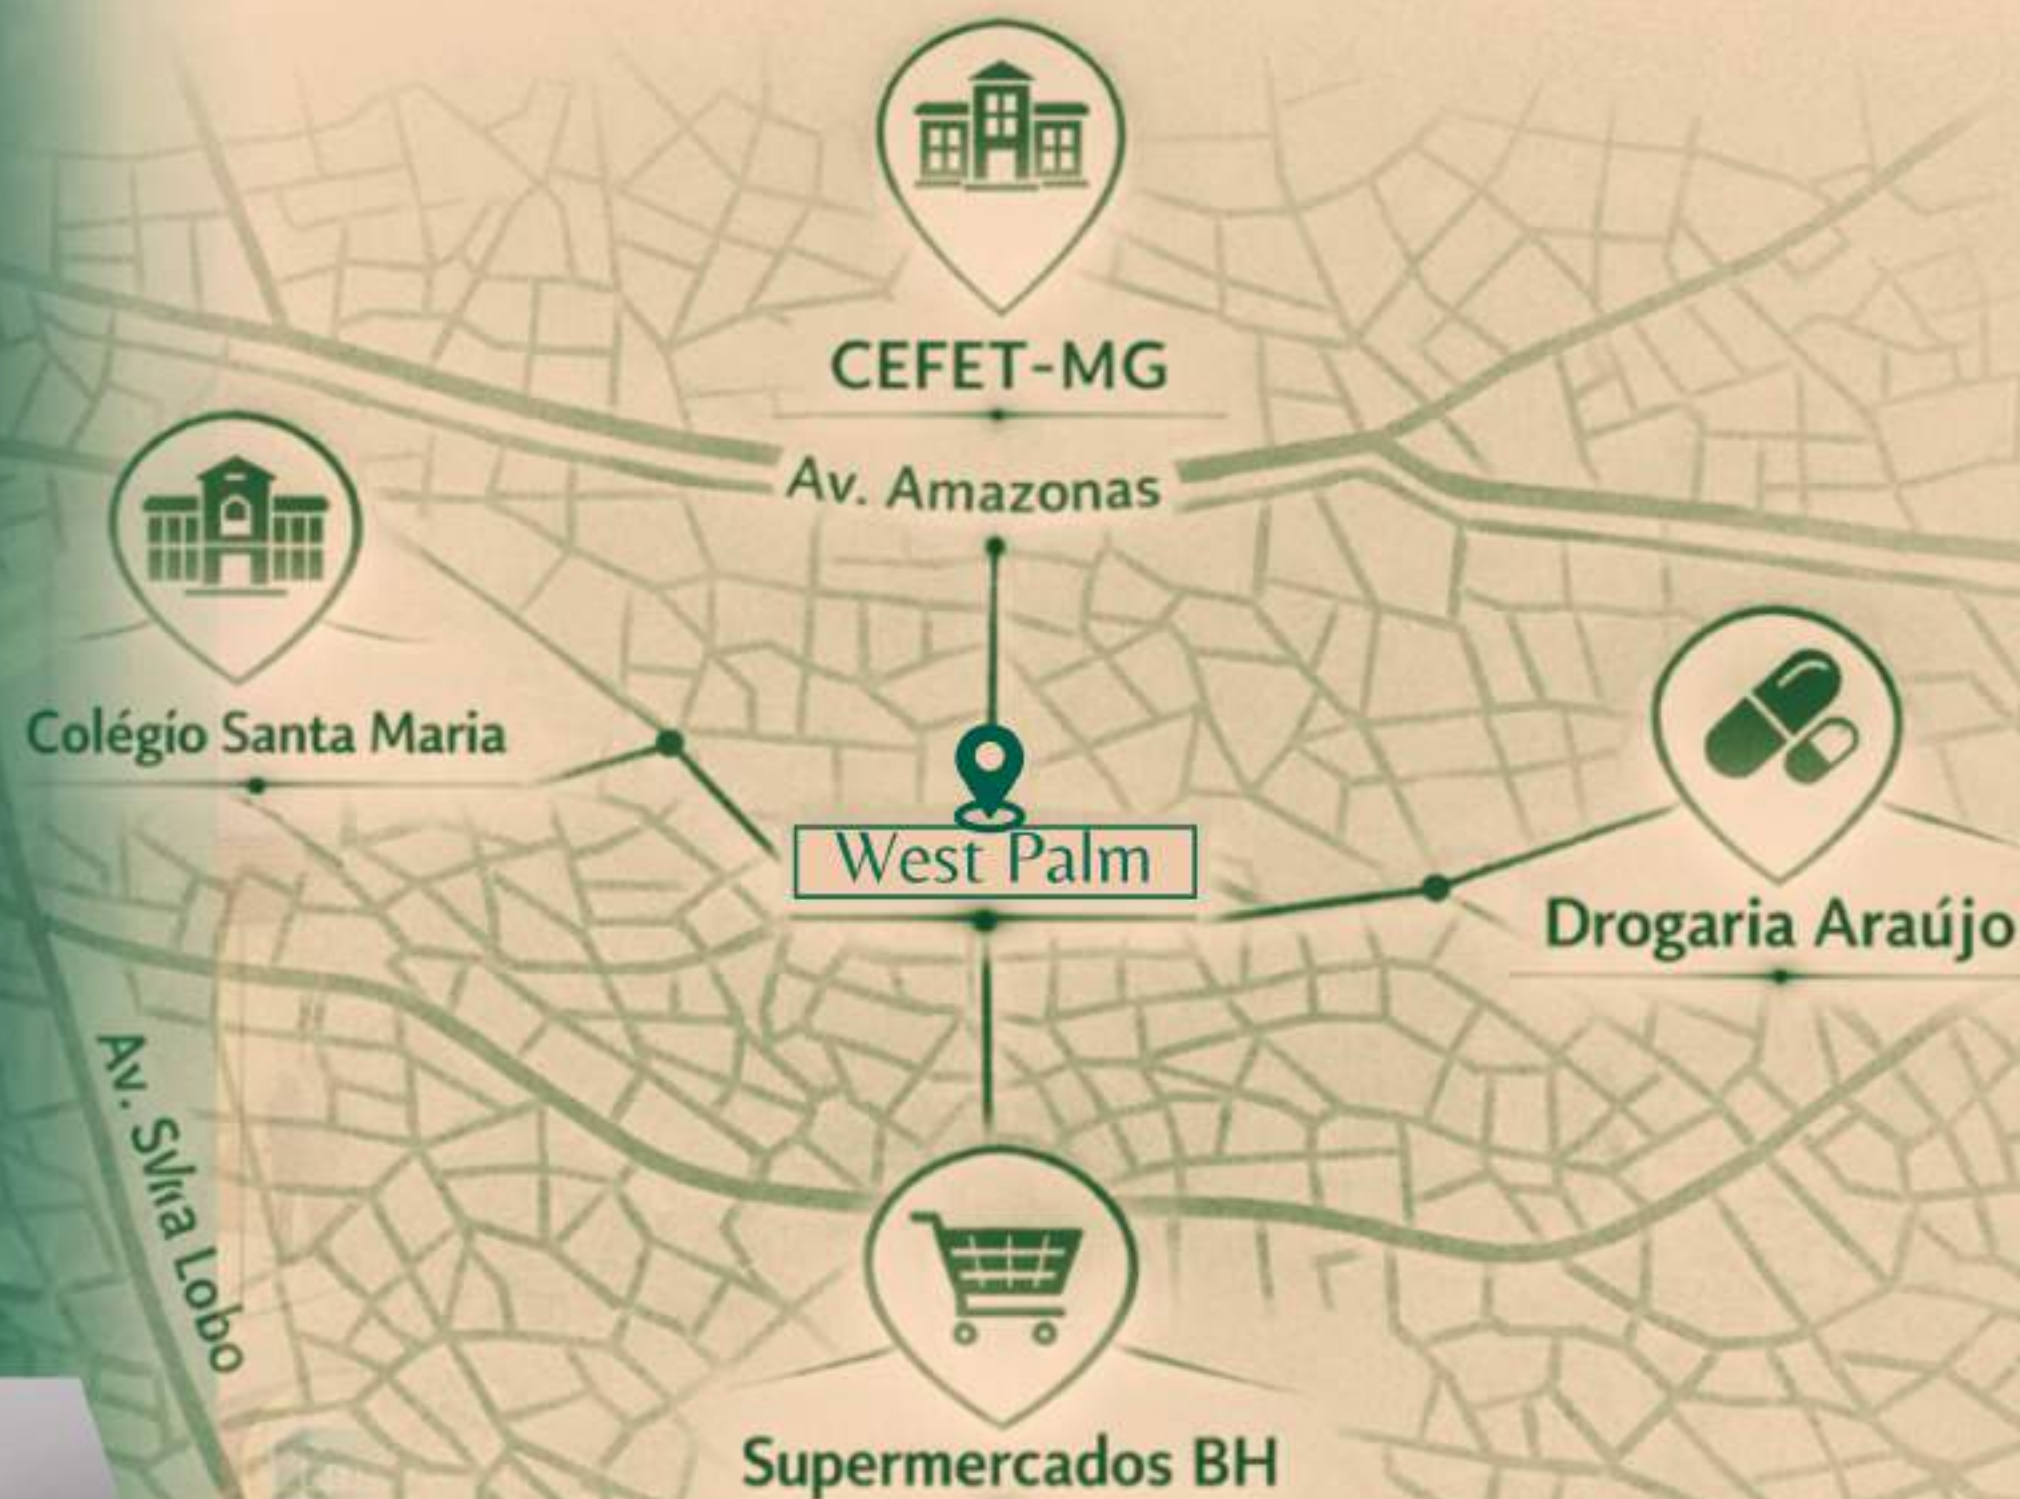 CEFET-MG
Av. Amazonas
Colégio Santa Maria
West Palm
Drogaria Araújo
Av.
Lobo
Supermercados BH